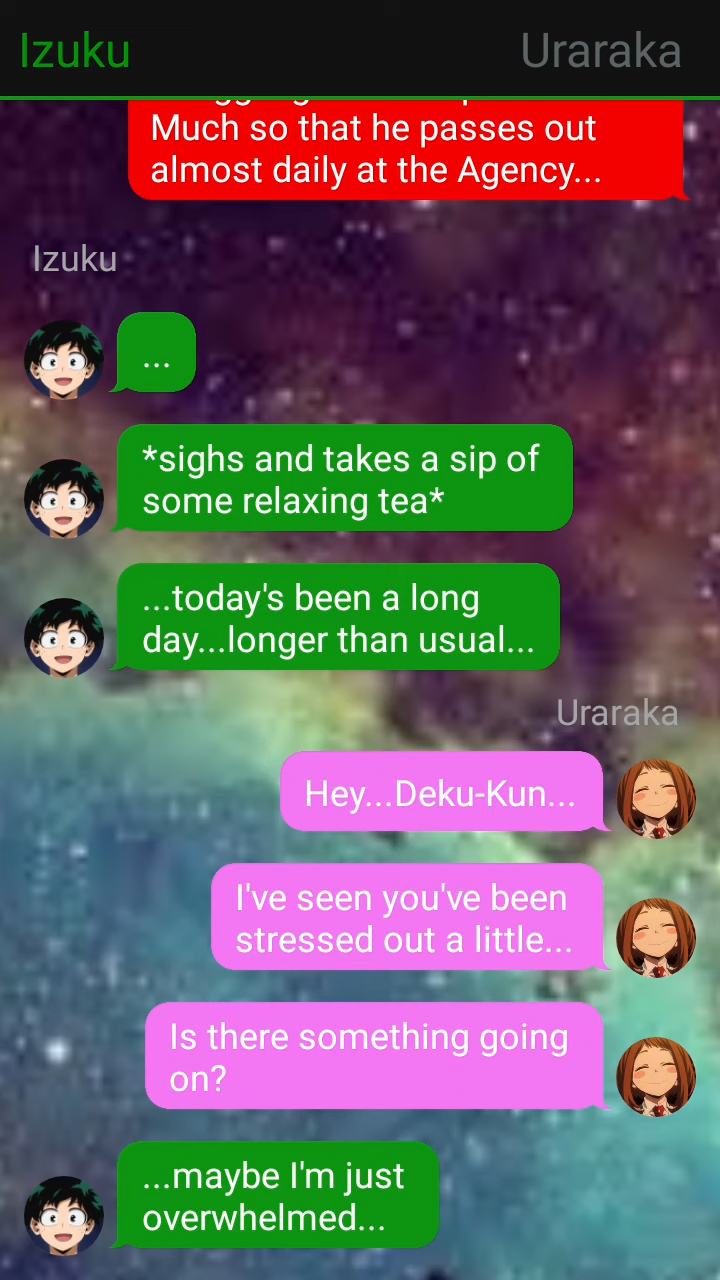 Izuku
Uraraka
Much so that he passes out
almost daily at the Agency...
Izuku
...
*sighs and takes a sip of
some relaxing tea*
...today's been a long
day...longer than usual...
Uraraka
Hey...Deku-Kun...
I've seen you've been
stressed out a little...
Is there something going
on?
...maybe I'm just
overwhelmed...